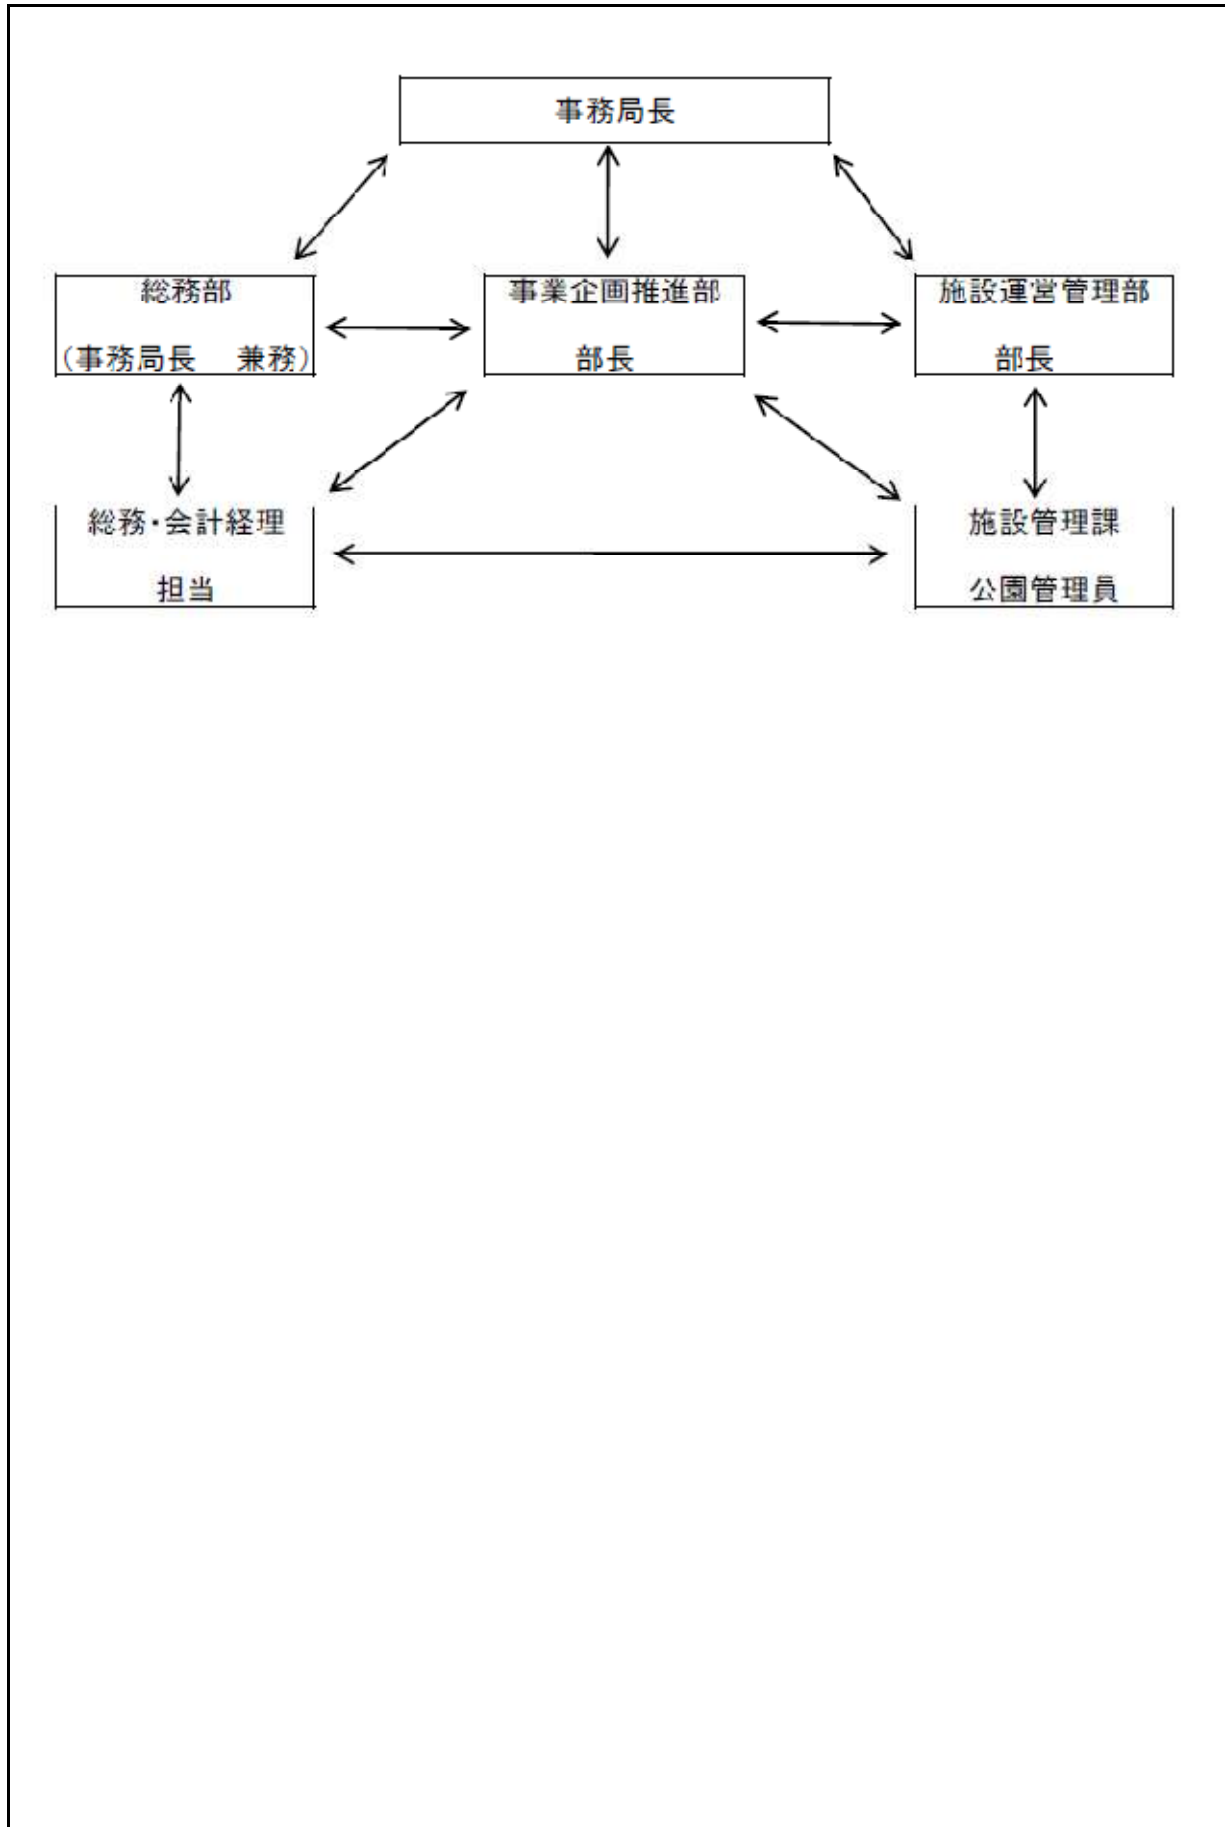 事務局長
総務部
(事務局長 兼務)
事業企画推進部
部長
施設運営管理部
部長
総務・会計経理
担当
施設管理課
公園管理員